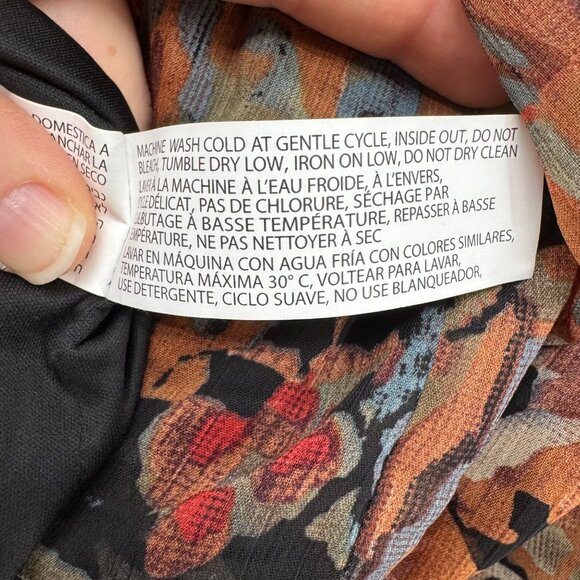 MACHINE WASH COLD AT GENTLE CYCLE, INSIDE OUT, DO NOT
BLEACH, TUMBLE DRY LOW, IRON ON LOW, DO NOT DRY CLEAN
LAVER À LA MACHINE À L'EAU FROIDE, À L'ENVERS,
CYCLE DÉLICAT, PAS DE CHLORURE, SÉCHAGE PAR
CULBUTAGE À BASSE TEMPÉRATURE, REPASSER À BASSE
TEMPÉRATURE, NE PAS NETTOYER À SEC
LAVAR EN MÁQUINA CON AGUA FRÍA CON COLORES SIMILARES,
TEMPERATURA MÁXIMA 30° C, VOLTEAR PARA LAVAR,
USE DETERGENTE, CICLO SUAVE, NO USE BLANQUEADOR,
DOMESTICA A
ANCHAR LA
EN SECO